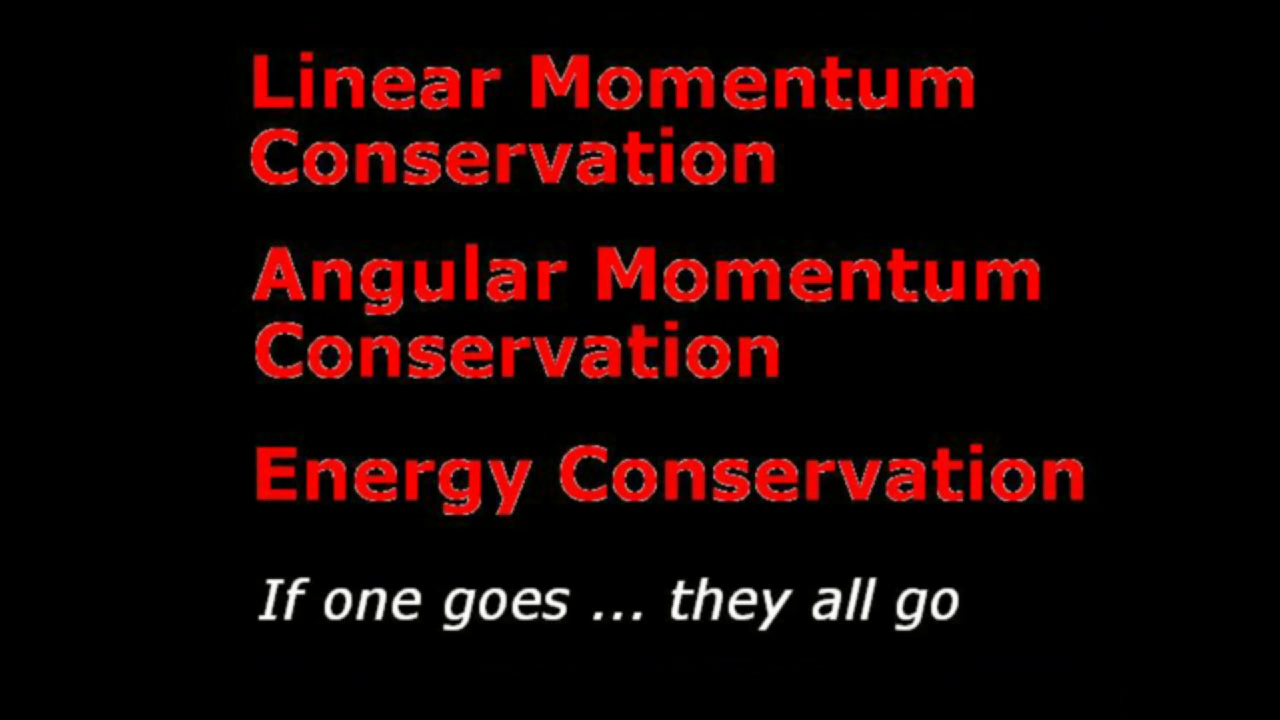 Linear Momentum
Conservation
Angular Momentum
Conservation
Energy Conservation
If one goes ... they all go